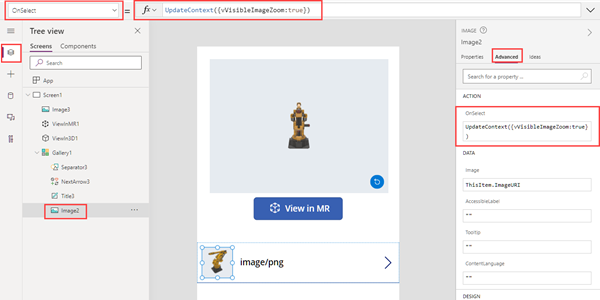 OnSelect
= fx UpdateContext({vVisibleImageZoom:true})
Tree view
Screens Components
Search
App
Screen1
Image3
ViewInMR1
ViewIn3D1
Gallery1
Separator3
NextArrow3
Title3
Image2 ...
View in MR
image/png
IMAGE
Image2
Properties Advanced Ideas
Search for a property ...
ACTION
OnSelect
UpdateContext({vVisibleImageZoom:true}
)
DATA
Image
ThisItem.ImageURI
AccessibleLabel
""
Tooltip
""
ContentLanguage
""
DESIGN